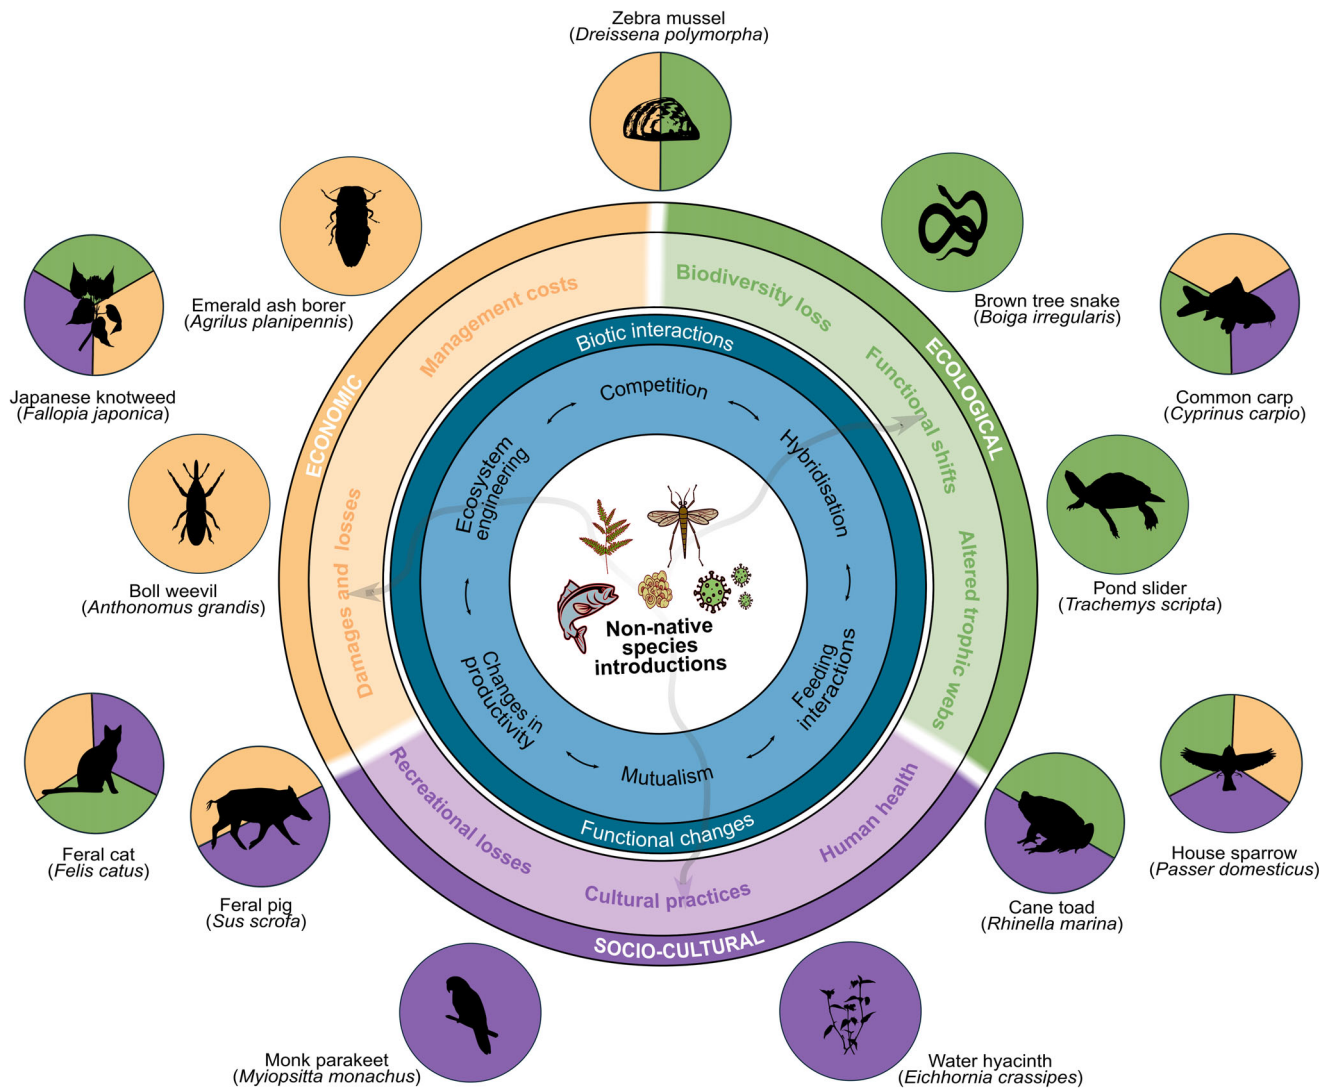 Zebra mussel
(Dreissena polymorpha)
Emerald ash borer
(Agrilus planipennis)
Brown tree snake
(Boiga irregularis)
Japanese knotweed
(Fallopia japonica)
Common carp
(Cyprinus carpio)
Boll weevil
(Anthonomus grandis)
Pond slider
(Trachemys scripta)
Feral cat
(Felis catus)
Feral pig
(Sus scrofa)
House sparrow
(Passer domesticus)
Cane toad
(Rhinella marina)
Monk parakeet
(Myiopsitta monachus)
Water hyacinth
(Eichhornia crassipes)
ECONOMIC
Management costs
Damages and losses
ECOLOGICAL
Biodiversity loss
Functional shifts
Altered trophic webs
SOCIO-CULTURAL
Recreational losses
Cultural practices
Human health
Biotic interactions
Functional changes
Competition
Hybridisation
Feeding
interactions
Mutualism
Changes in
productivity
Ecosystem
engineering
Non-native
species
introductions